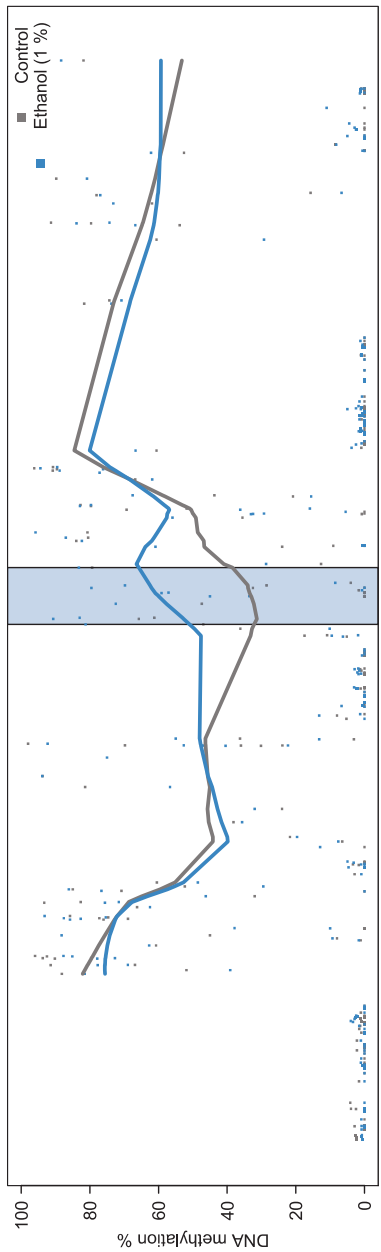 Control
Ethanol (1 %)
100
80
60
40
20
0
DNA methylation %